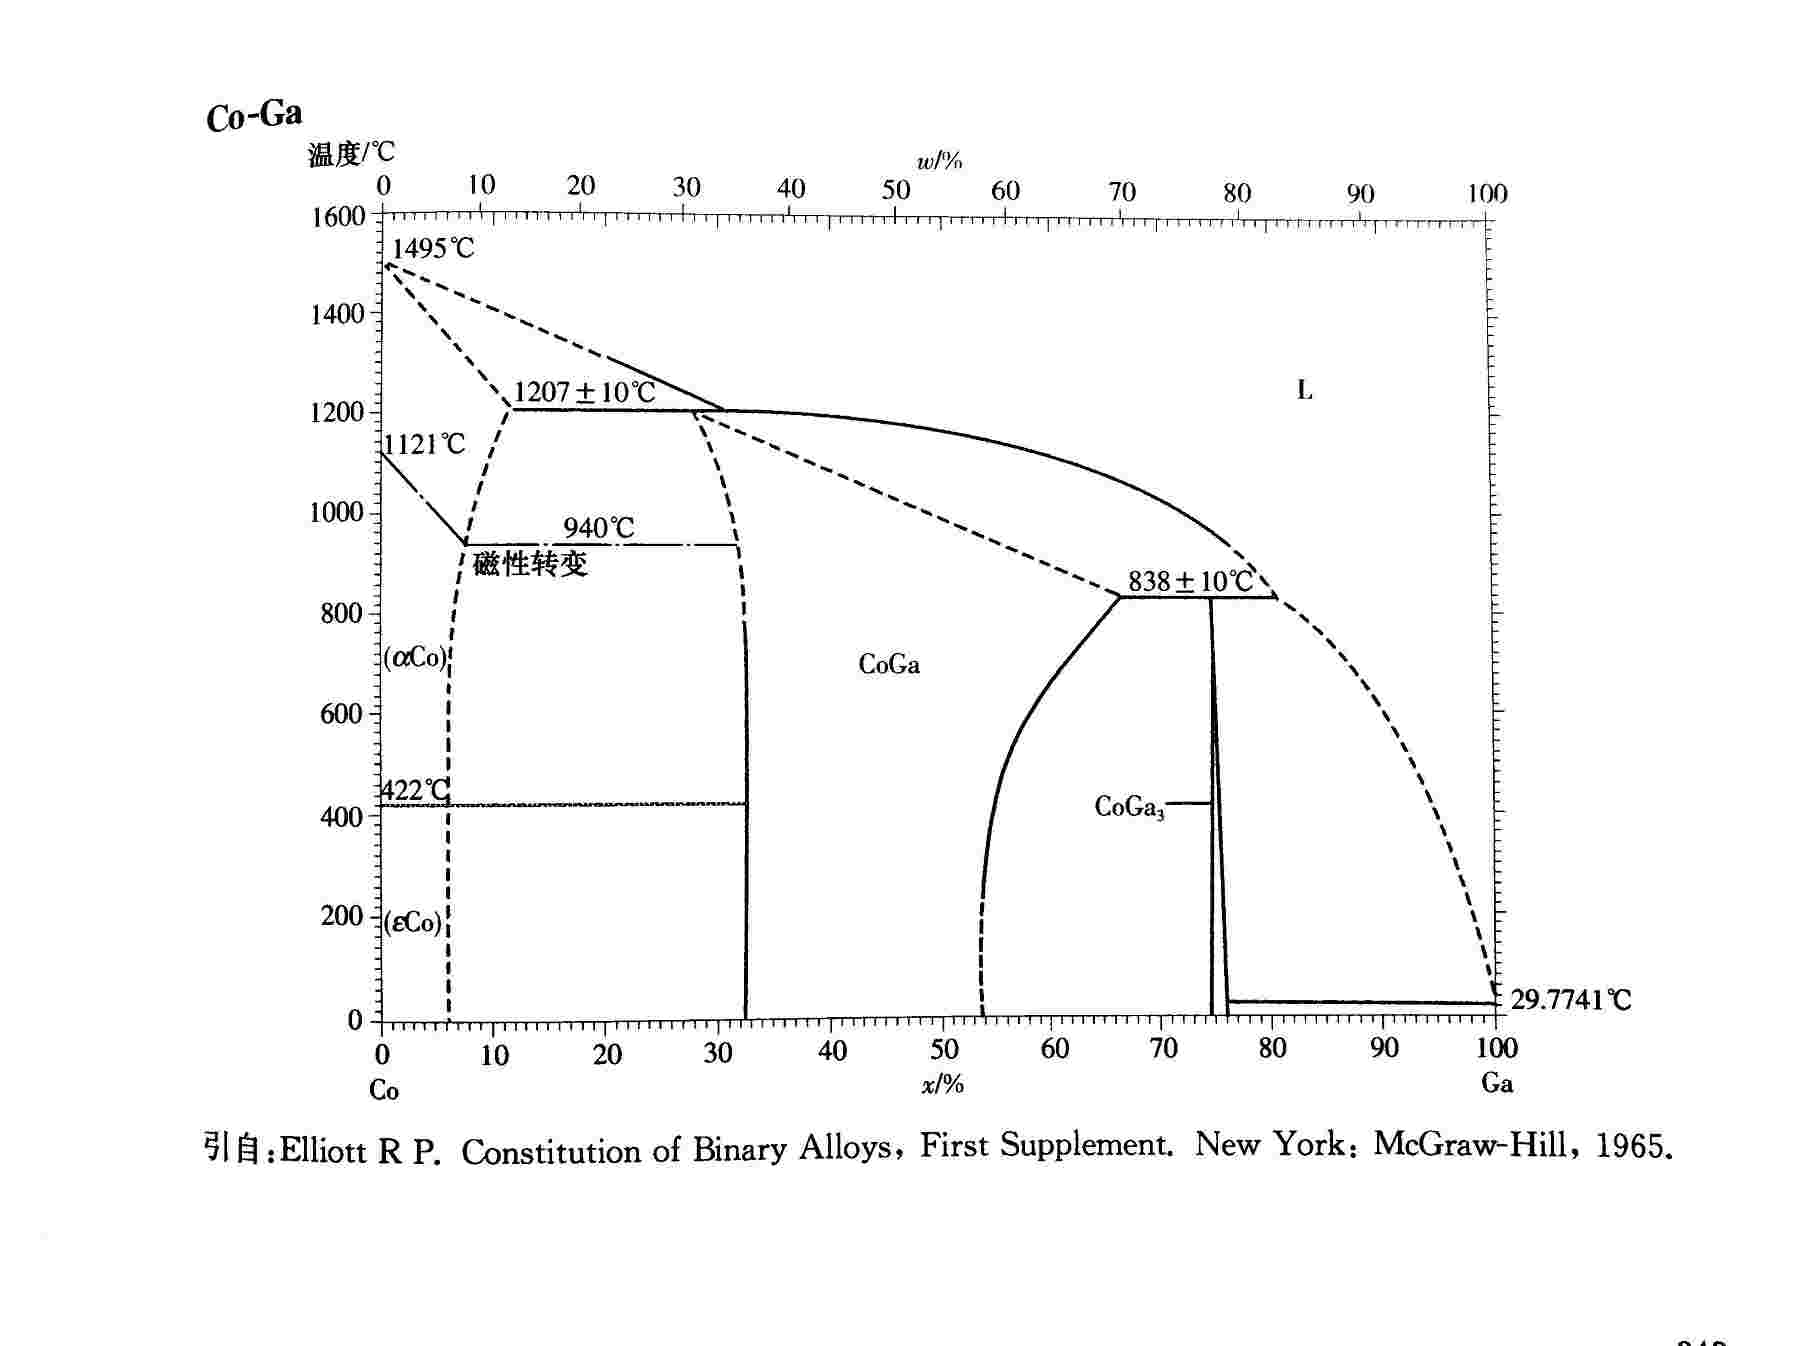 Co-Ga
温度/℃
w/%
0 10 20 30 40 50 60 70 80 90 100
1600
1495℃
1400
L
1207±10℃
1200
1121℃
1000
940℃
磁性转变
838±10℃
800
(αCo)
CoGa
600
422℃
400
CoGa₃
200
(εCo)
29.7741℃
0
0 10 20 30 40 50 60 70 80 90 100
Co
x/%
Ga
引自:Elliott R P. Constitution of Binary Alloys, First Supplement. New York: McGraw-Hill, 1965.